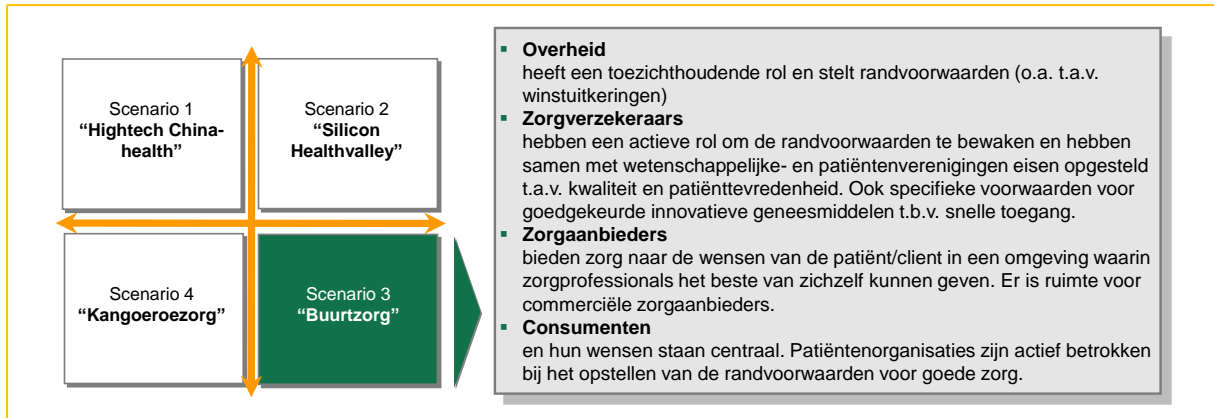 Scenario 1
“Hightech China-
health”
Scenario 2
“Silicon
Healthvalley”
Scenario 4
“Kangoeroezorg”
Scenario 3
“Buurtzorg”
▪ Overheid
heeft een toezichthoudende rol en stelt randvoorwaarden (o.a. t.a.v.
winstuitkeringen)
▪ Zorgverzekeraars
hebben een actieve rol om de randvoorwaarden te bewaken en hebben
samen met wetenschappelijke- en patiëntenverenigingen eisen opgesteld
t.a.v. kwaliteit en patiënttevredenheid. Ook specifieke voorwaarden voor
goedgekeurde innovatieve geneesmiddelen t.b.v. snelle toegang.
▪ Zorgaanbieders
bieden zorg naar de wensen van de patiënt/client in een omgeving waarin
zorgprofessionals het beste van zichzelf kunnen geven. Er is ruimte voor
commerciële zorgaanbieders.
▪ Consumenten
en hun wensen staan centraal. Patiëntenorganisaties zijn actief betrokken
bij het opstellen van de randvoorwaarden voor goede zorg.